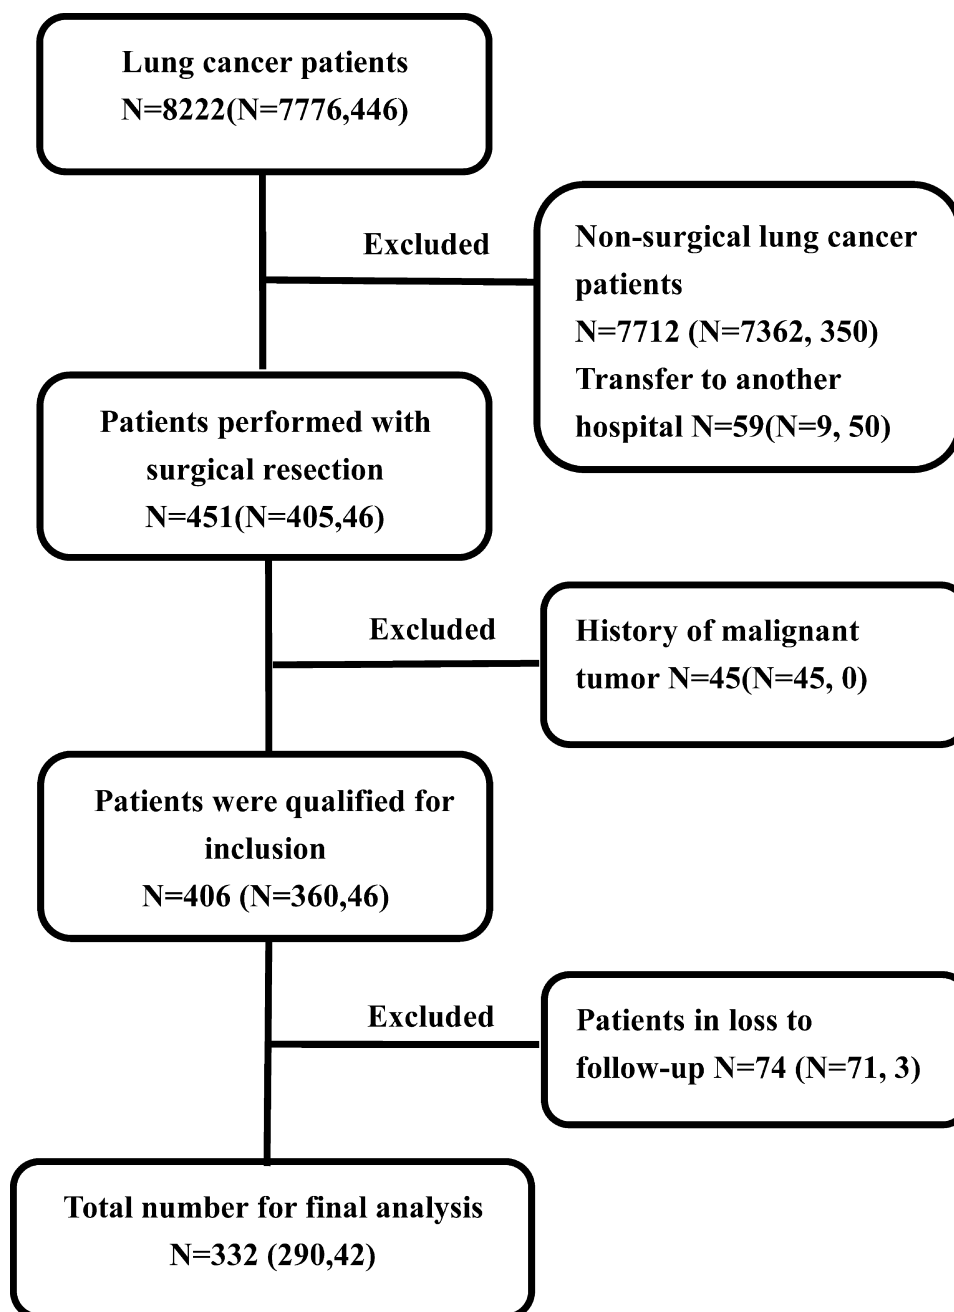 Lung cancer patients
N=8222(N=7776,446)
Excluded
Non-surgical lung cancer
patients
N=7712 (N=7362, 350)
Transfer to another
hospital N=59(N=9, 50)
Patients performed with
surgical resection
N=451(N=405,46)
Excluded
History of malignant
tumor N=45(N=45, 0)
Patients were qualified for
inclusion
N=406 (N=360,46)
Excluded
Patients in loss to
follow-up N=74 (N=71, 3)
Total number for final analysis
N=332 (290,42)